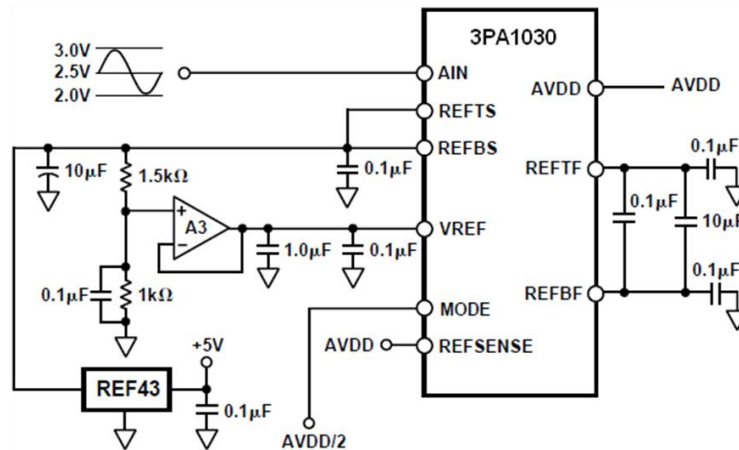 3PA1030
3.0V
2.5V
2.0V
AIN
AVDD
AVDD
REFTS
REFBS
10μF
1.5kΩ
0.1μF
REFTF
0.1μF
0.1μF
10μF
A3
+
−
VREF
1.0μF
0.1μF
0.1μF
0.1μF
1kΩ
REFBF
MODE
AVDD
REFSENSE
+5V
REF43
0.1μF
AVDD/2